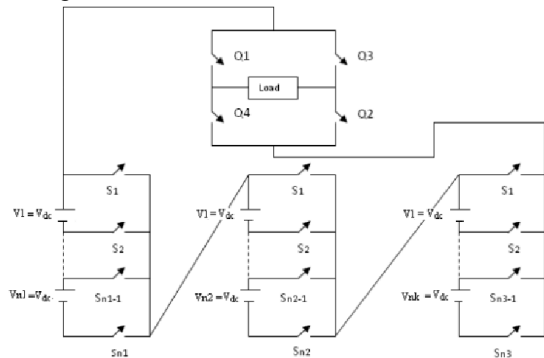 Q1
Q3
Load
Q4
Q2
S1
S1
S1
V1=Vdc
V1=Vdc
V1=Vdc
S2
S2
S2
Vn1=Vdc
Sn1-1
Vn2=Vdc
Sn2-1
Vnk=Vdc
Sn3-1
Sn1
Sn2
Sn3